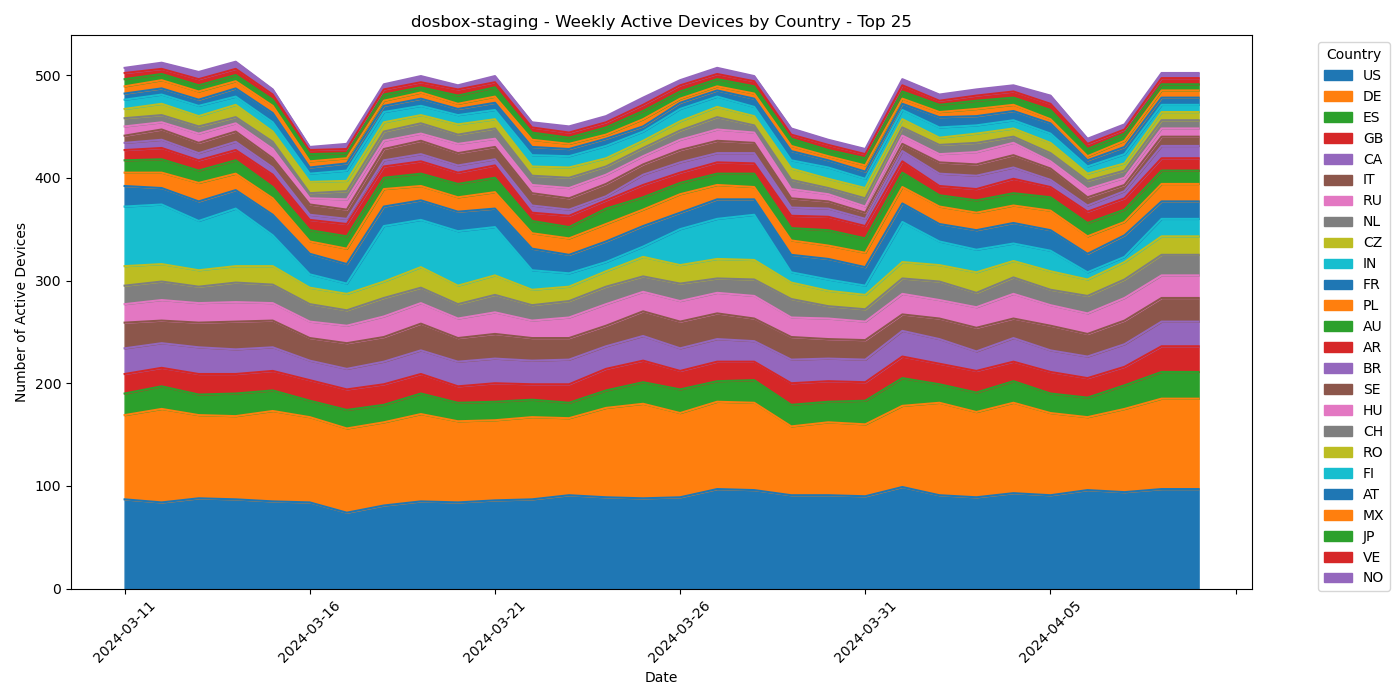 dosbox-staging - Weekly Active Devices by Country - Top 25
Number of Active Devices
500
400
300
200
100
0
2024-03-11
2024-03-16
2024-03-21
2024-03-26
2024-03-31
2024-04-05
Date
Country
US
DE
ES
GB
CA
IT
RU
NL
CZ
IN
FR
PL
AU
AR
BR
SE
HU
CH
RO
FI
AT
MX
JP
VE
NO